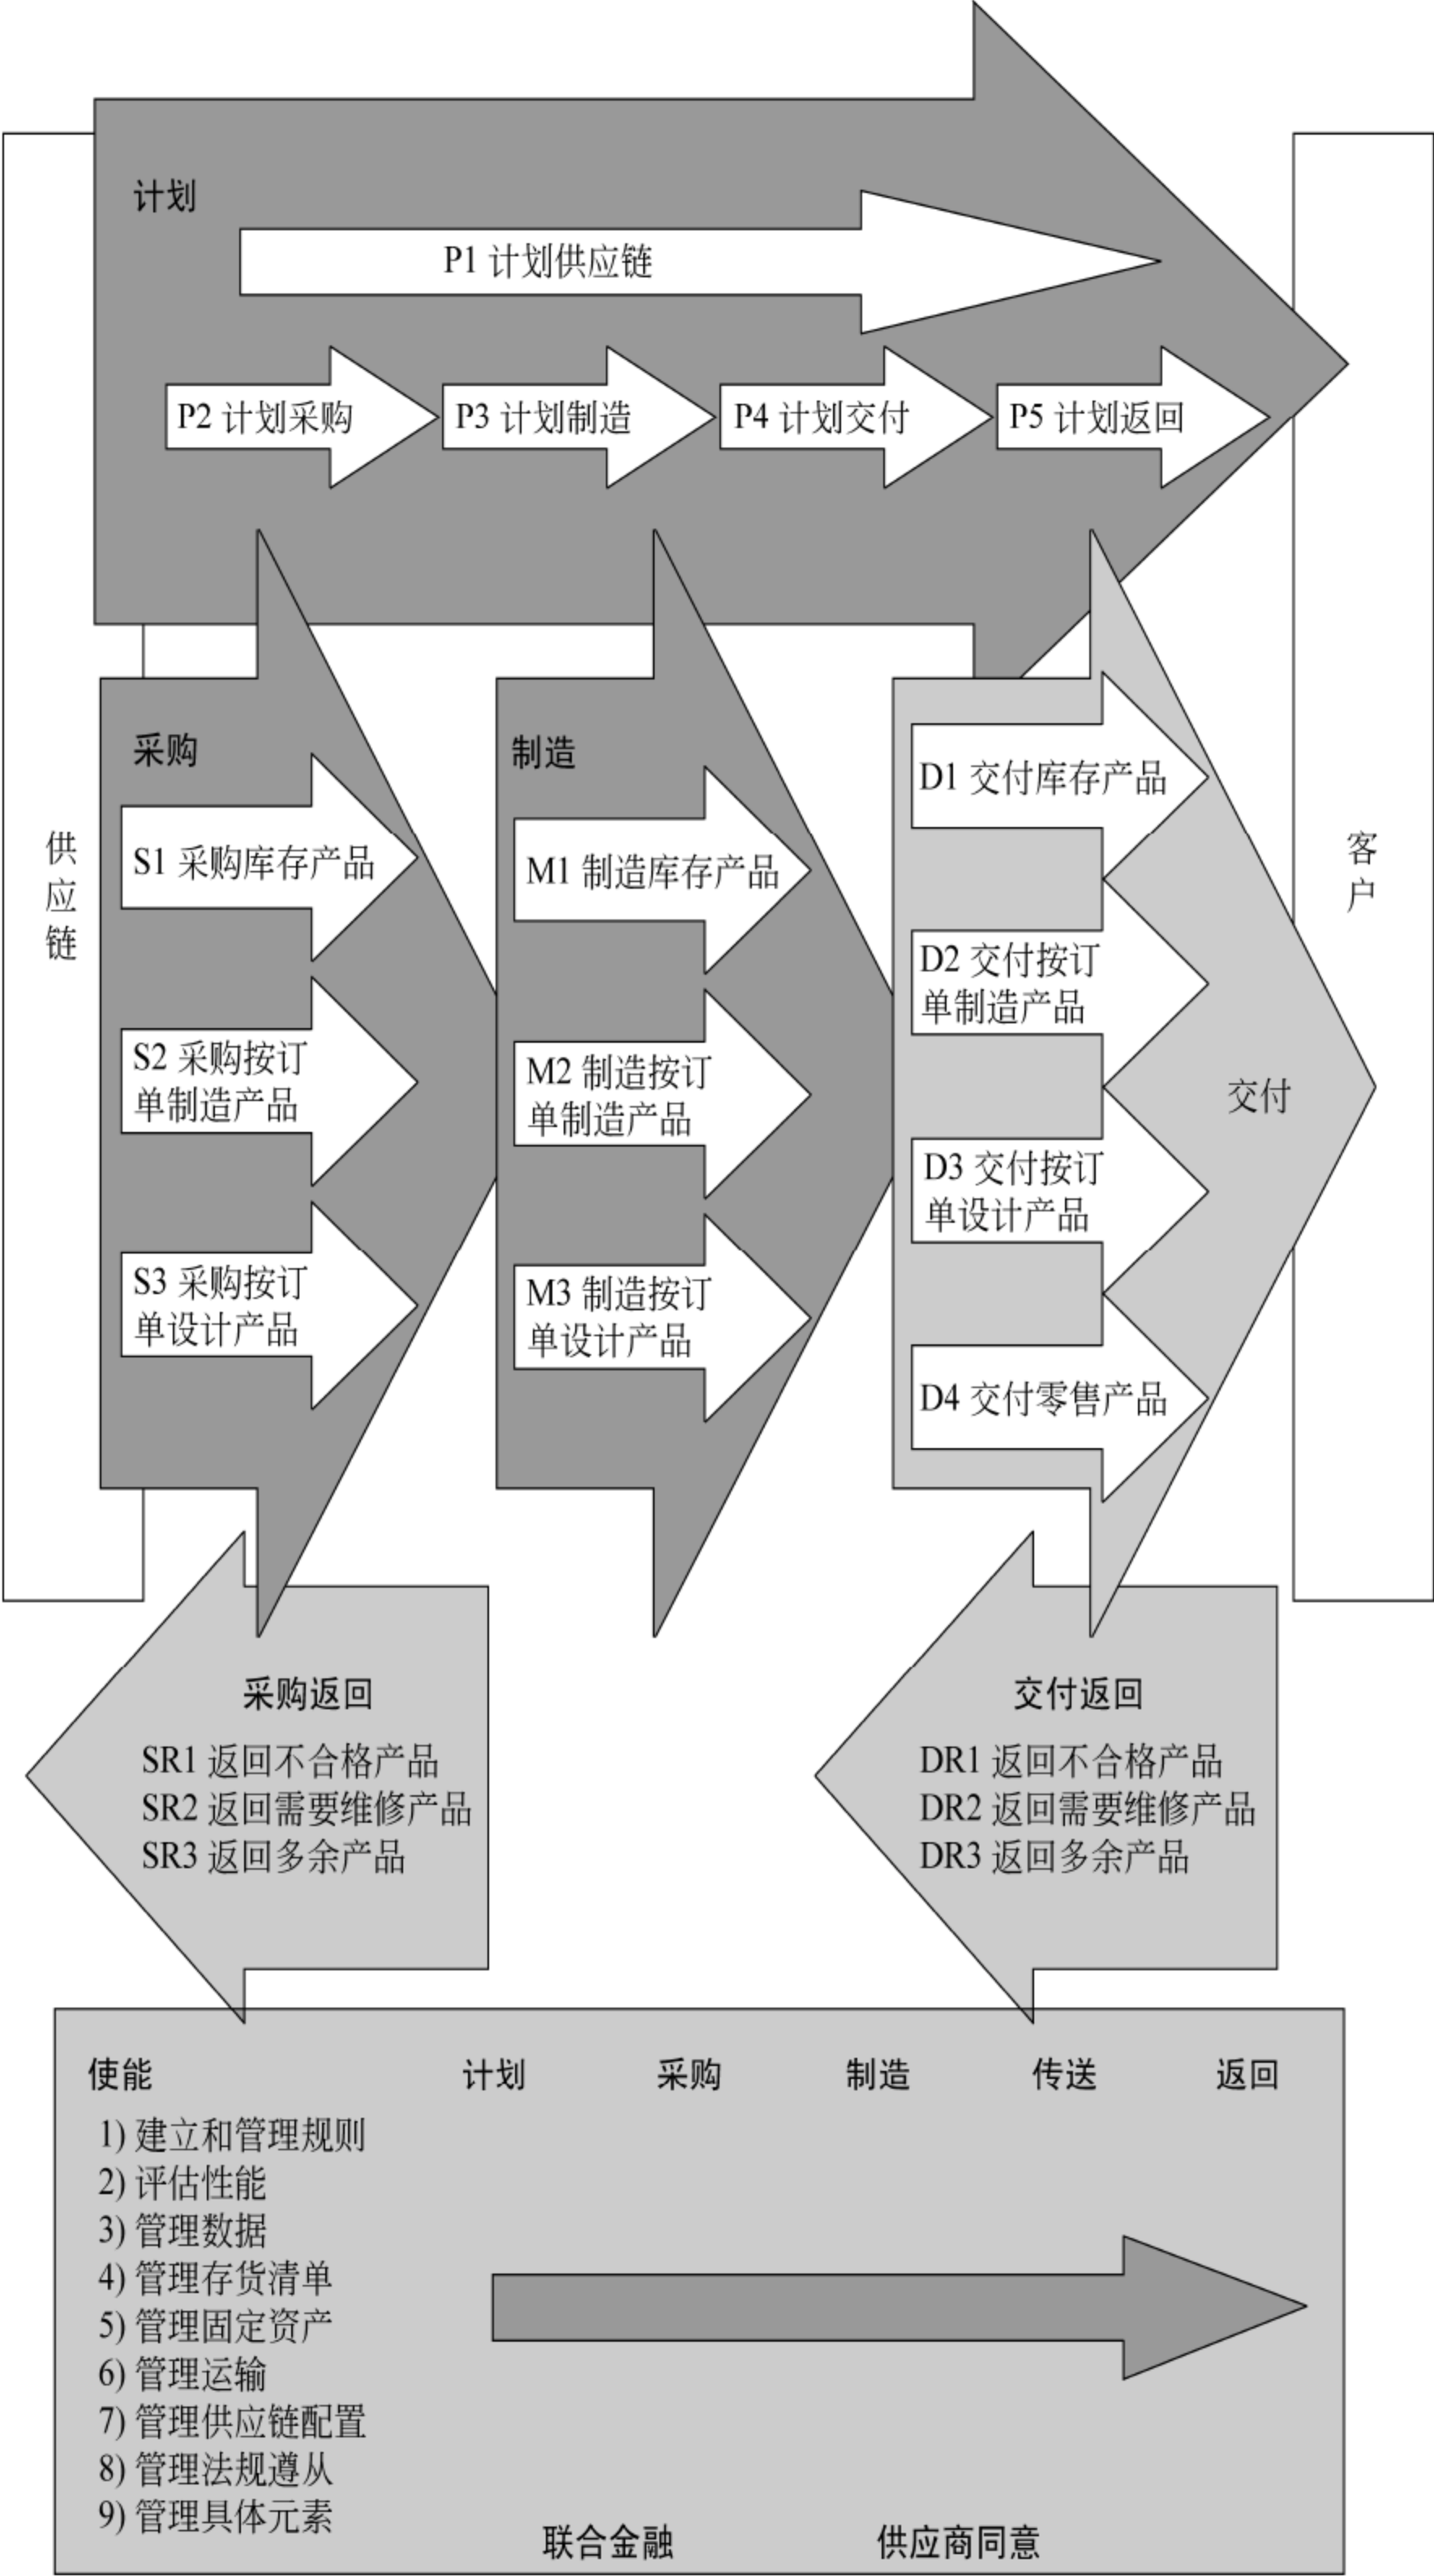 计划
P1 计划供应链
P2 计划采购
P3 计划制造
P4 计划交付
P5 计划返回
供
应
链
采购
S1 采购库存产品
S2 采购按订
单制造产品
S3 采购按订
单设计产品
制造
M1 制造库存产品
M2 制造按订
单制造产品
M3 制造按订
单设计产品
D1 交付库存产品
D2 交付按订
单制造产品
D3 交付按订
单设计产品
D4 交付零售产品
交付
客
户
采购返回
SR1 返回不合格产品
SR2 返回需要维修产品
SR3 返回多余产品
交付返回
DR1 返回不合格产品
DR2 返回需要维修产品
DR3 返回多余产品
使能 计划 采购 制造 传送 返回
1) 建立和管理规则
2) 评估性能
3) 管理数据
4) 管理存货清单
5) 管理固定资产
6) 管理运输
7) 管理供应链配置
8) 管理法规遵从
9) 管理具体元素
联合金融 供应商同意